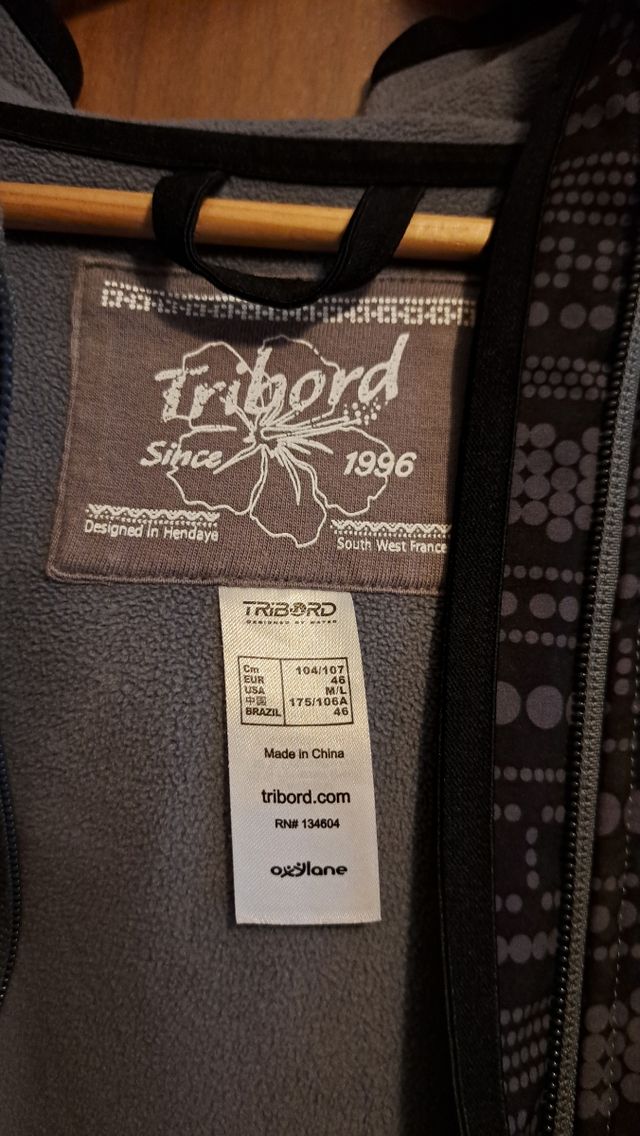 Tribord
Since 1996
Designed in Hendaye
South West France
TRIBORD
DESIGNED BY WATER
Cm 104/107
EUR 46
USA M/L
中国 175/106A
BRAZIL 46
Made in China
tribord.com
RN# 134604
oxylane